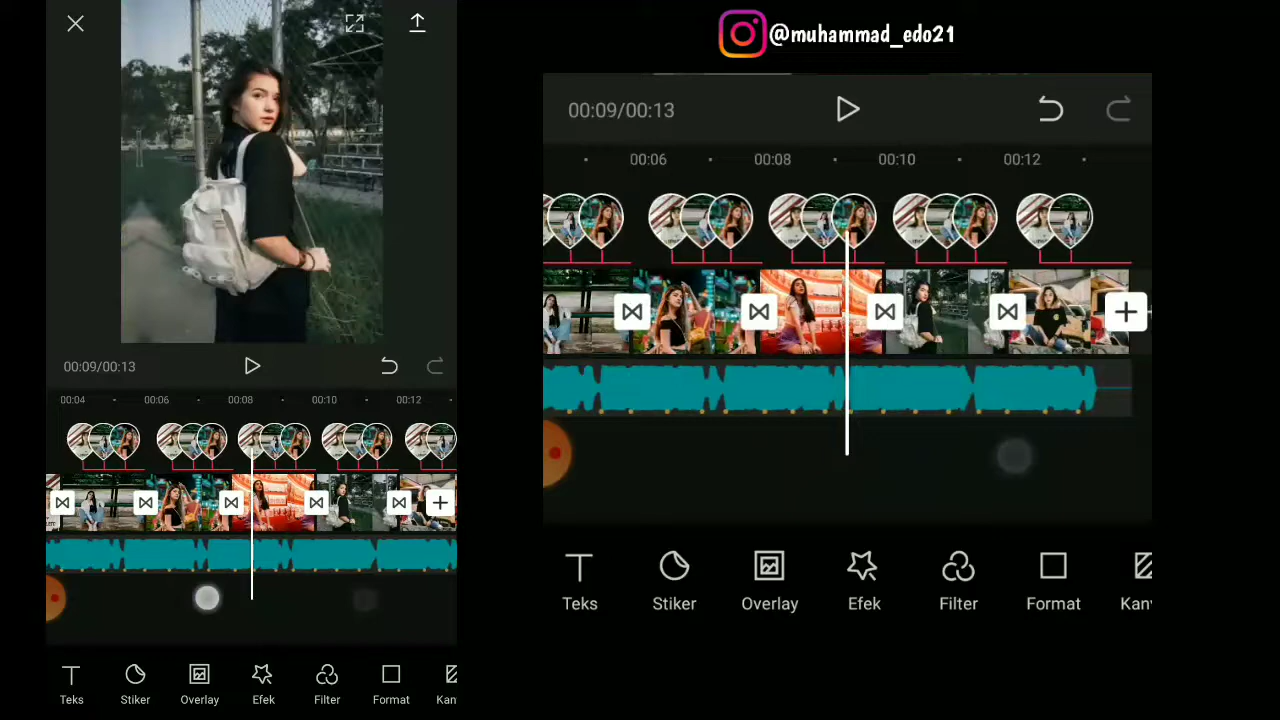 @muhammad_edo21
00:09/00:13
00:04 00:06 00:08 00:10 00:12
Teks Stiker Overlay Efek Filter Format Kan
00:09/00:13
00:06 00:08 00:10 00:12
Teks Stiker Overlay Efek Filter Format Kan